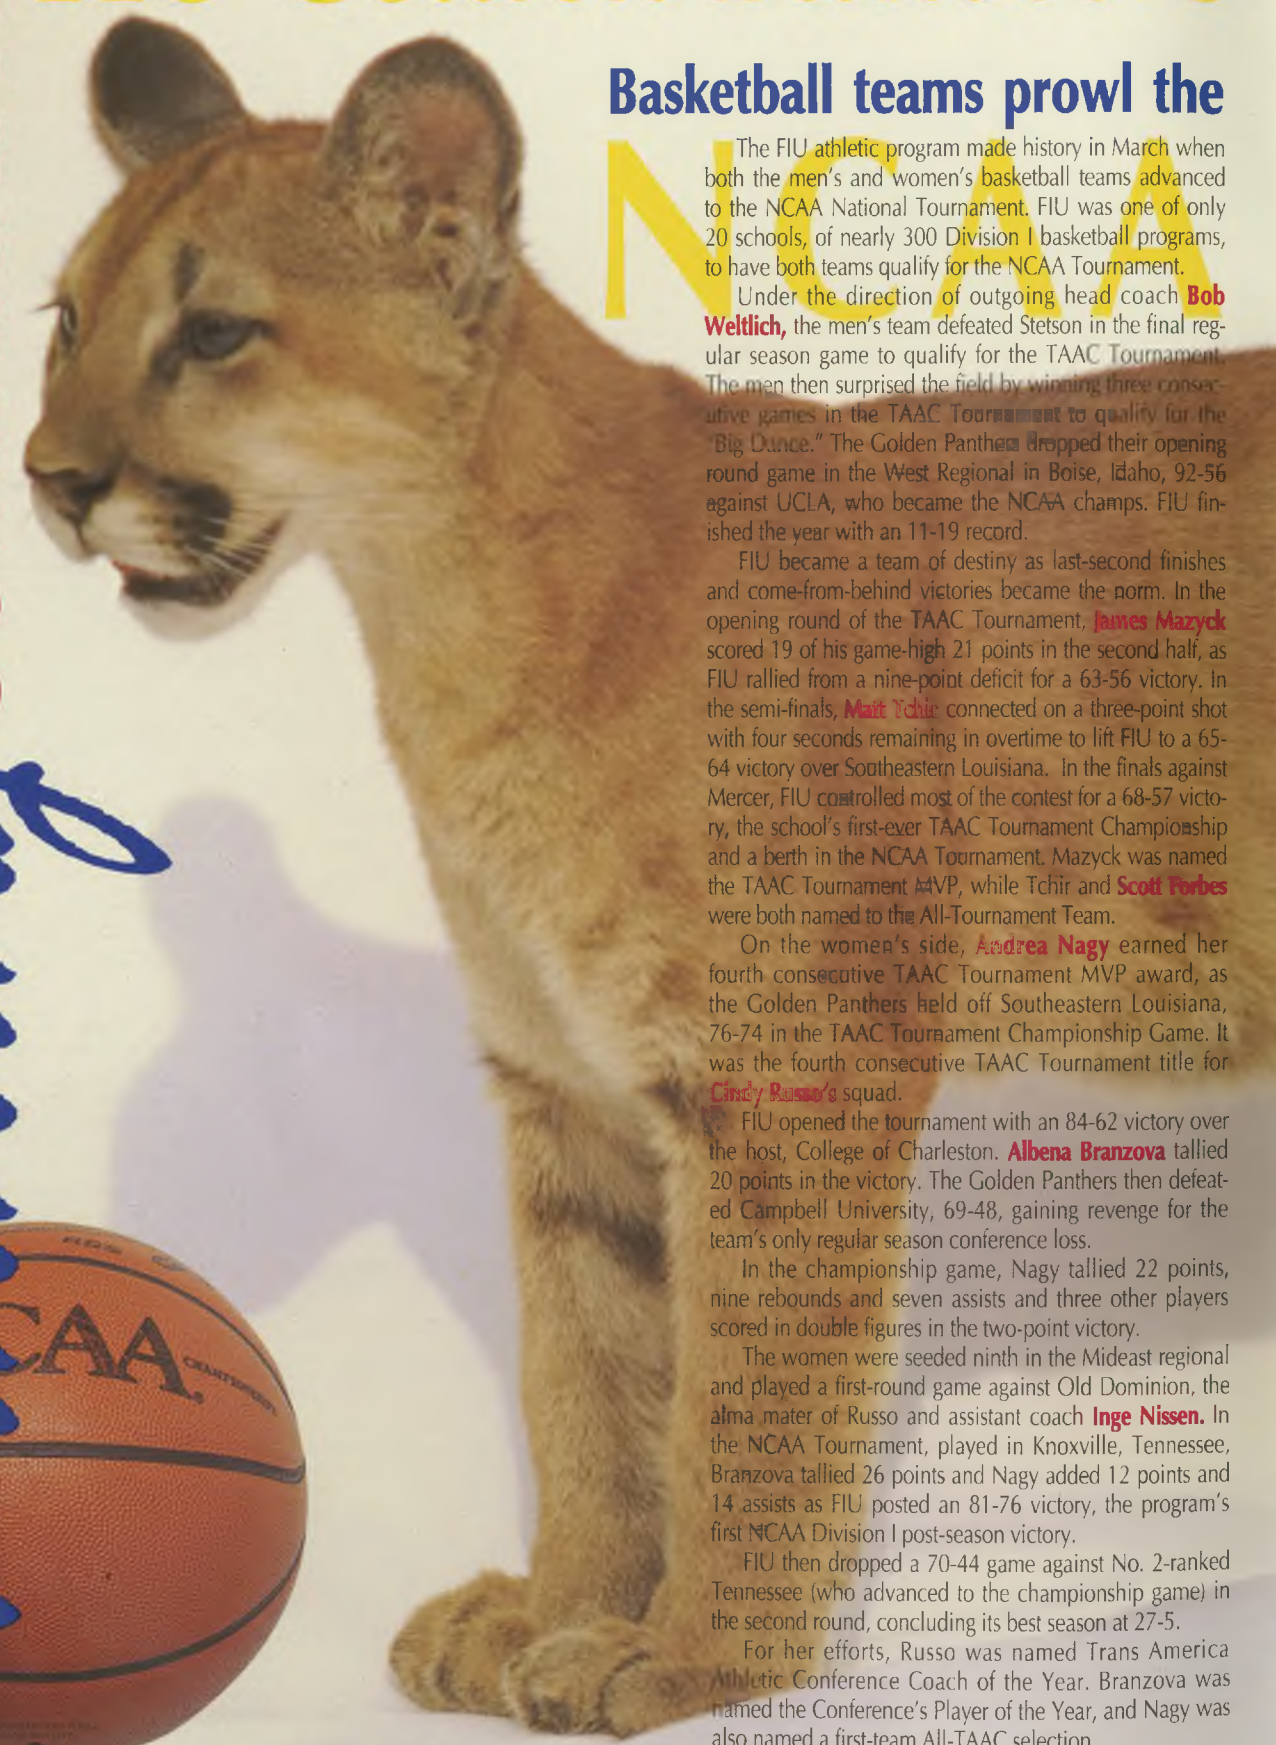 Basketball teams prowl the
NCAA
The FIU athletic program made history in March when
both the men's and women's basketball teams advanced
to the NCAA National Tournament. FIU was one of only
20 schools, of nearly 300 Division I basketball programs,
to have both teams qualify for the NCAA Tournament.
Under the direction of outgoing head coach Bob
Weltlich, the men's team defeated Stetson in the final reg-
ular season game to qualify for the TAAC Tournament.
The men then surprised the field by winning three consec-
utive games in the TAAC Tournament to qualify for the
"Big Dance." The Golden Panthers dropped their opening
round game in the West Regional in Boise, Idaho, 92-56
against UCLA, who became the NCAA champs. FIU fin-
ished the year with an 11-19 record.
FIU became a team of destiny as last-second finishes
and come-from-behind victories became the norm. In the
opening round of the TAAC Tournament, James Mazyck
scored 19 of his game-high 21 points in the second half, as
FIU rallied from a nine-point deficit for a 63-56 victory. In
the semi-finals, Matt Tchir connected on a three-point shot
with four seconds remaining in overtime to lift FIU to a 65-
64 victory over Southeastern Louisiana. In the finals against
Mercer, FIU controlled most of the contest for a 68-57 victo-
ry, the school's first-ever TAAC Tournament Championship
and a berth in the NCAA Tournament. Mazyck was named
the TAAC Tournament MVP, while Tchir and Scott Forbes
were both named to the All-Tournament Team.
On the women's side, Andrea Nagy earned her
fourth consecutive TAAC Tournament MVP award, as
the Golden Panthers held off Southeastern Louisiana,
76-74 in the TAAC Tournament Championship Game. It
was the fourth consecutive TAAC Tournament title for
Cindy Russo's squad.
FIU opened the tournament with an 84-62 victory over
the host, College of Charleston. Albena Branzova tallied
20 points in the victory. The Golden Panthers then defeat-
ed Campbell University, 69-48, gaining revenge for the
team's only regular season conference loss.
In the championship game, Nagy tallied 22 points,
nine rebounds and seven assists and three other players
scored in double figures in the two-point victory.
The women were seeded ninth in the Mideast regional
and played a first-round game against Old Dominion, the
alma mater of Russo and assistant coach Inge Nissen. In
the NCAA Tournament, played in Knoxville, Tennessee,
Branzova tallied 26 points and Nagy added 12 points and
14 assists as FIU posted an 81-76 victory, the program's
first NCAA Division I post-season victory.
FIU then dropped a 70-44 game against No. 2-ranked
Tennessee (who advanced to the championship game) in
the second round, concluding its best season at 27-5.
For her efforts, Russo was named Trans America
Athletic Conference Coach of the Year. Branzova was
named the Conference's Player of the Year, and Nagy was
also named a first-team All-TAAC selection.
CAA